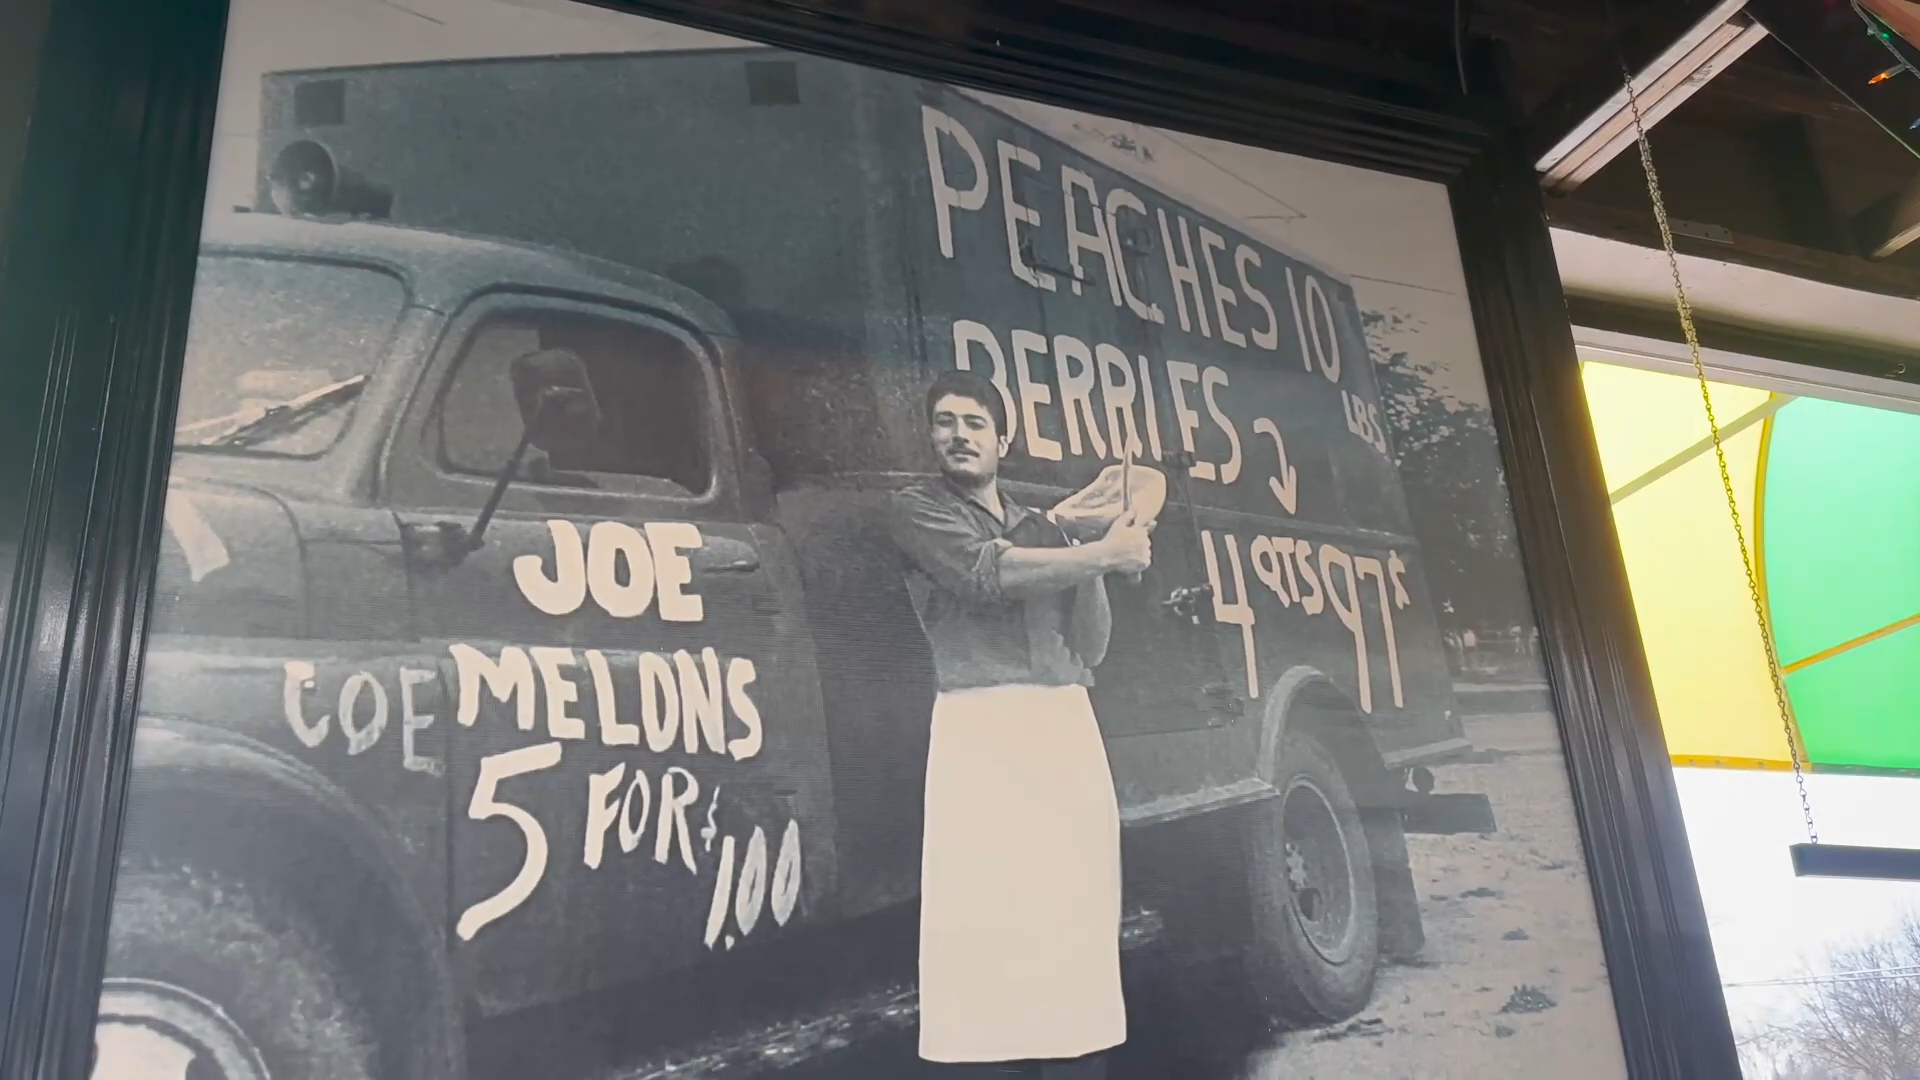 JOE
COE MELONS
5 FOR $1.00
PEACHES 10
LBS
BERRIES
4 QTS 97¢